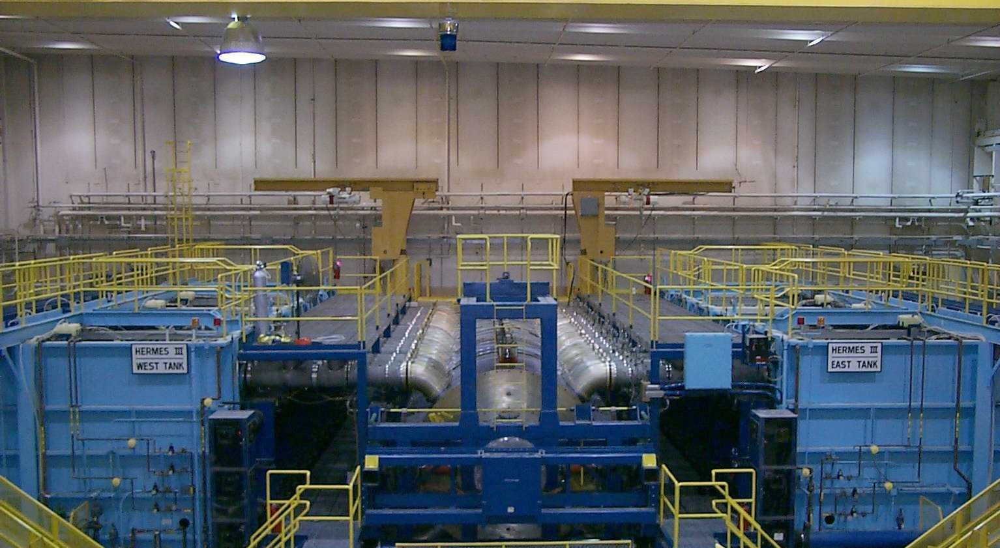 HERMES III
WEST TANK
HERMES III
EAST TANK